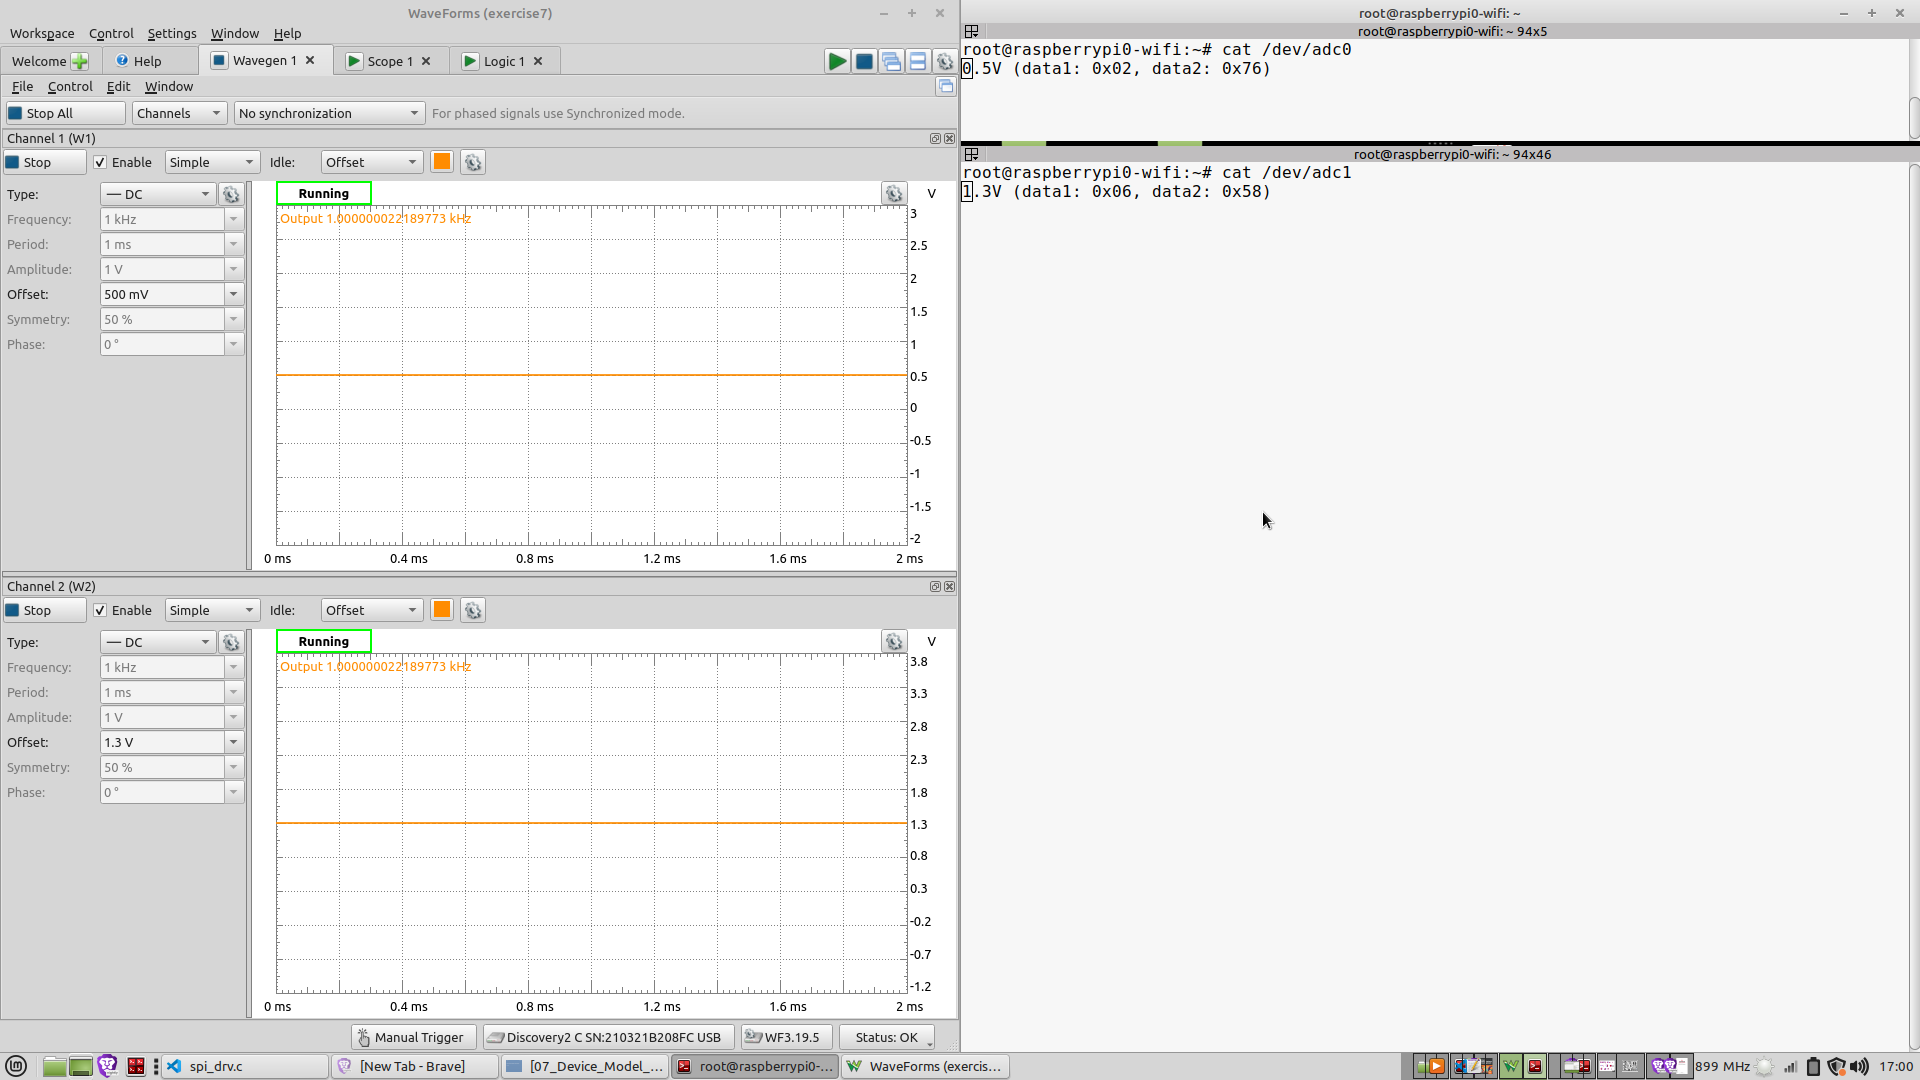 WaveForms (exercise7)
Workspace Control Settings Window Help
Welcome Help Wavegen 1 Scope 1 Logic 1
File Control Edit Window
Stop All Channels No synchronization For phased signals use Synchronized mode.
Channel 1 (W1)
Stop Enable Simple Idle: Offset
Type: DC
Frequency: 1 kHz
Period: 1 ms
Amplitude: 1 V
Offset: 500 mV
Symmetry: 50 %
Phase: 0 °
Running V
Output 1.000000022189773 kHz
3
2.5
2
1.5
1
0.5
0
-0.5
-1
-1.5
-2
0 ms 0.4 ms 0.8 ms 1.2 ms 1.6 ms 2 ms
Channel 2 (W2)
Stop Enable Simple Idle: Offset
Type: DC
Frequency: 1 kHz
Period: 1 ms
Amplitude: 1 V
Offset: 1.3 V
Symmetry: 50 %
Phase: 0 °
Running V
Output 1.000000022189773 kHz
3.8
3.3
2.8
2.3
1.8
1.3
0.8
0.3
-0.2
-0.7
-1.2
0 ms 0.4 ms 0.8 ms 1.2 ms 1.6 ms 2 ms
Manual Trigger Discovery2 C SN:210321B208FC USB WF3.19.5 Status: OK
root@raspberrypi0-wifi: ~
root@raspberrypi0-wifi: ~ 94x5
root@raspberrypi0-wifi:~# cat /dev/adc0
0.5V (data1: 0x02, data2: 0x76)
root@raspberrypi0-wifi: ~ 94x46
root@raspberrypi0-wifi:~# cat /dev/adc1
1.3V (data1: 0x06, data2: 0x58)
spi_drv.c [New Tab - Brave] [07_Device_Model_... root@raspberrypi0-... WaveForms (exercis... 899 MHz 17:00